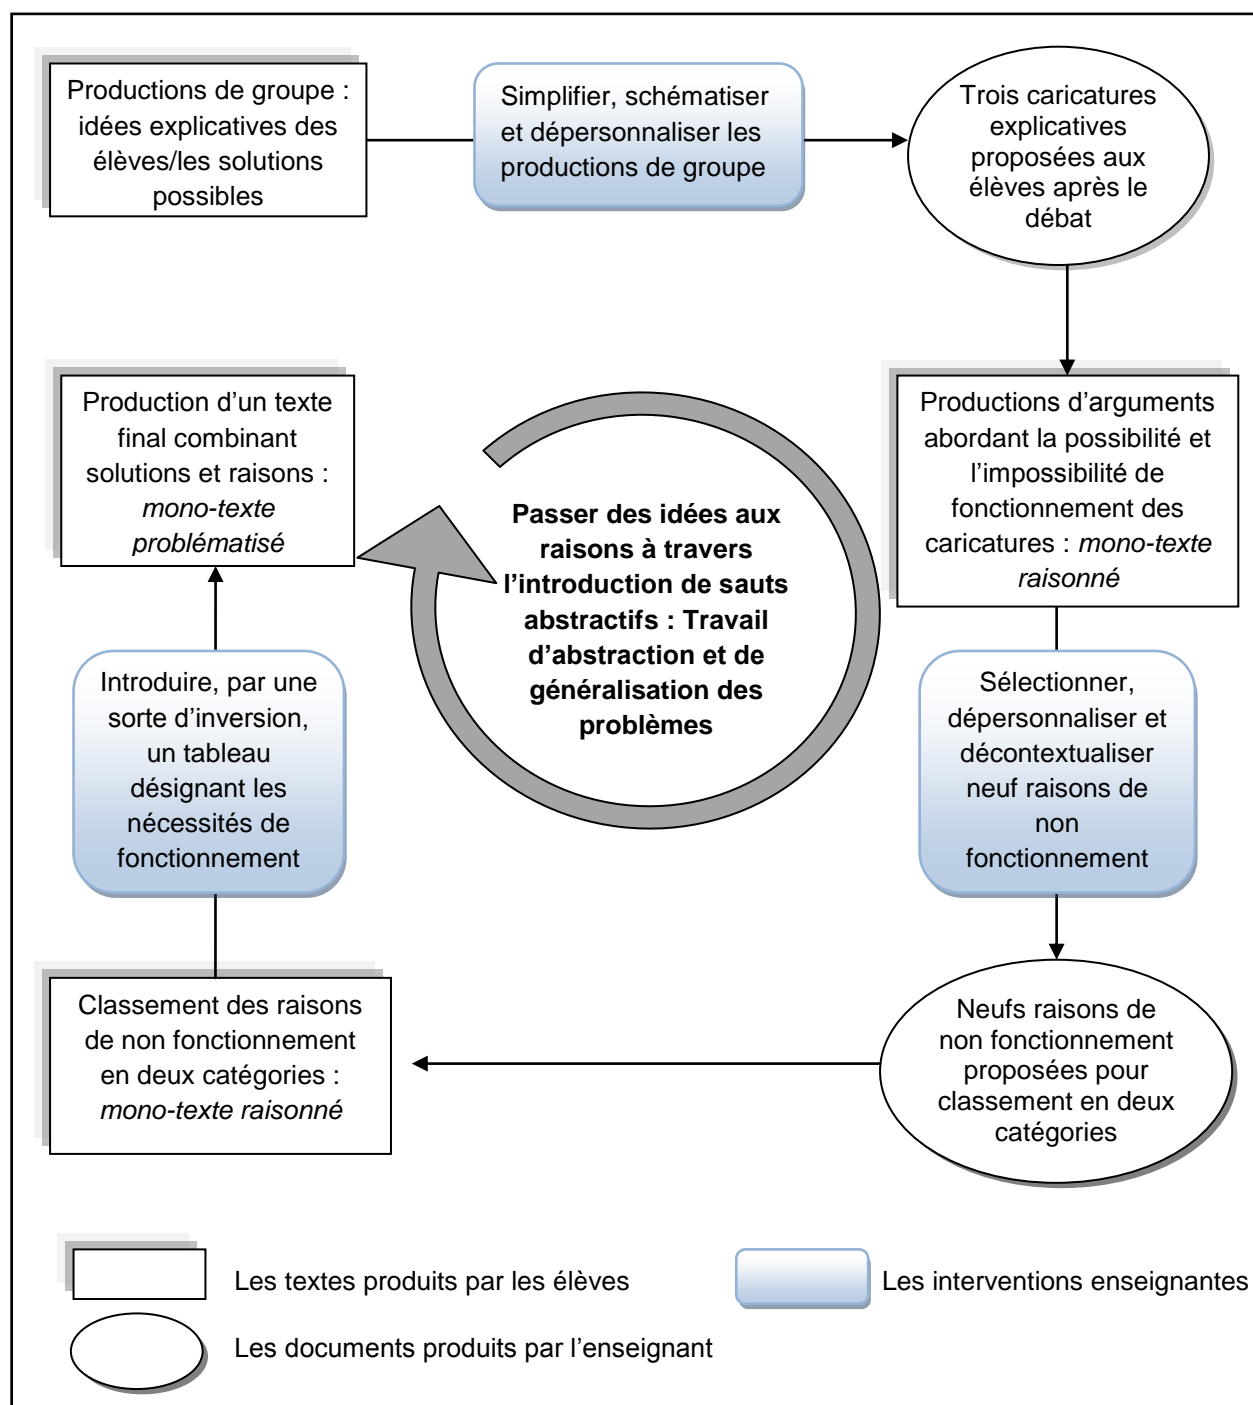 Productions de groupe :
idées explicatives des
élèves/les solutions
possibles
Simplifier, schématiser
et dépersonnaliser les
productions de groupe
Trois caricatures
explicatives
proposées aux
élèves après le
débat
Productions d’arguments
abordant la possibilité et
l’impossibilité de
fonctionnement des
caricatures : mono-texte
raisonné
Sélectionner,
dépersonnaliser et
décontextualiser
neuf raisons de
non
fonctionnement
Neufs raisons de
non fonctionnement
proposées pour
classement en deux
catégories
Classement des raisons
de non fonctionnement
en deux catégories :
mono-texte raisonné
Introduire, par une
sorte d’inversion,
un tableau
désignant les
nécessités de
fonctionnement
Production d’un texte
final combinant
solutions et raisons :
mono-texte
problématisé
Passer des idées aux
raisons à travers
l’introduction de sauts
abstractifs : Travail
d’abstraction et de
généralisation des
problèmes
Les textes produits par les élèves
Les interventions enseignantes
Les documents produits par l’enseignant